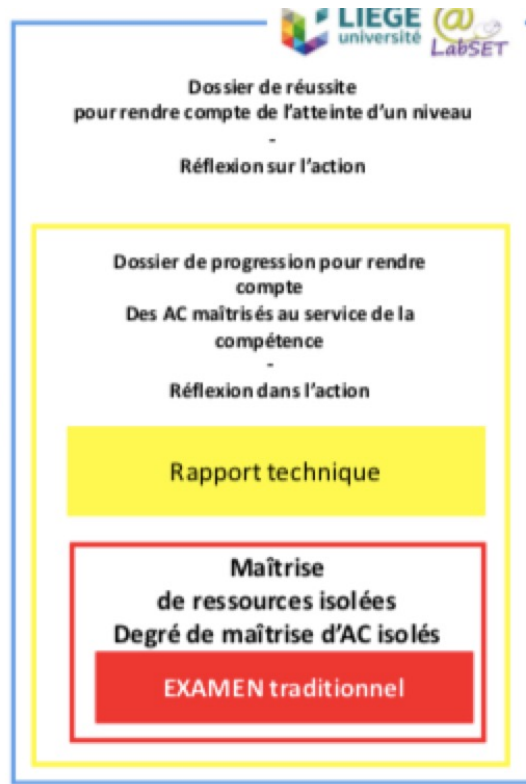 LIEGE
université
@
LabSET
Dossier de réussite
pour rendre compte de l'atteinte d'un niveau
-
Réflexion sur l'action
Dossier de progression pour rendre
compte
Des AC maîtrisés au service de la
compétence
-
Réflexion dans l'action
Rapport technique
Maîtrise
de ressources isolées
Degré de maîtrise d'AC isolés
EXAMEN traditionnel